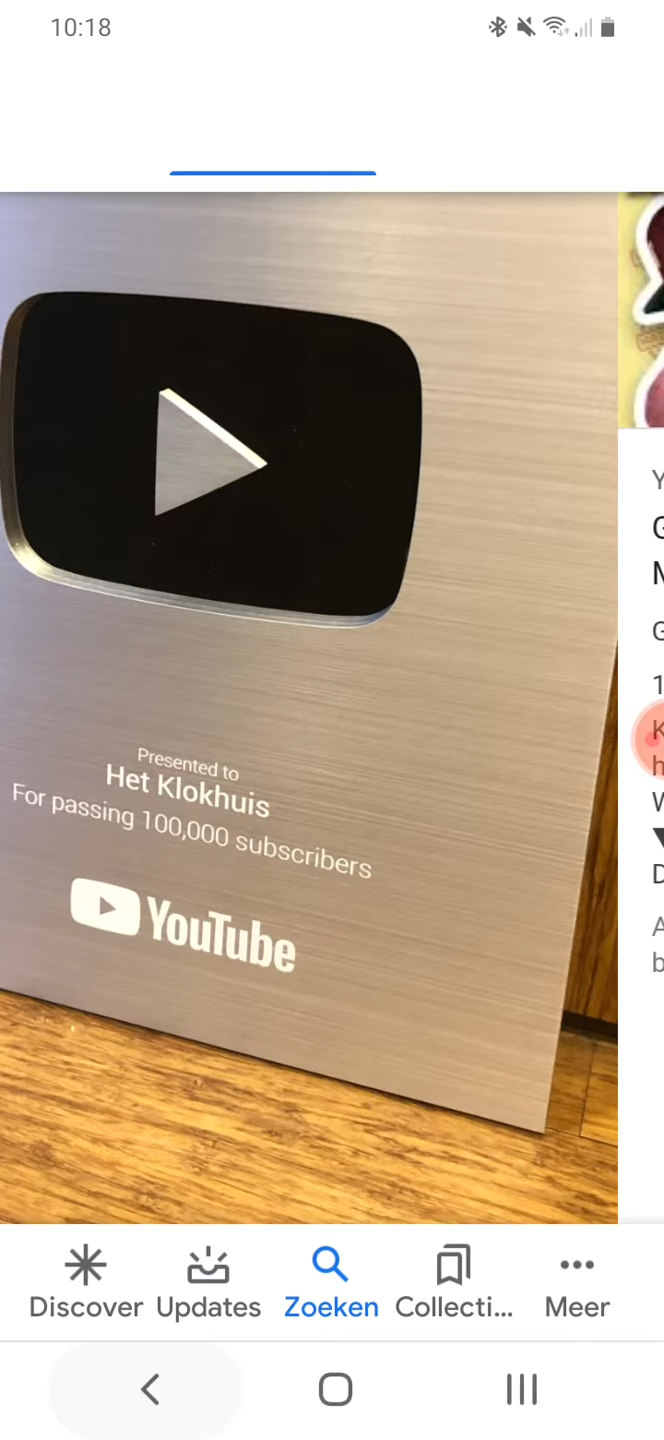 10:18
Presented to
Het Klokhuis
For passing 100,000 subscribers
YouTube
Discover Updates Zoeken Collecti... Meer